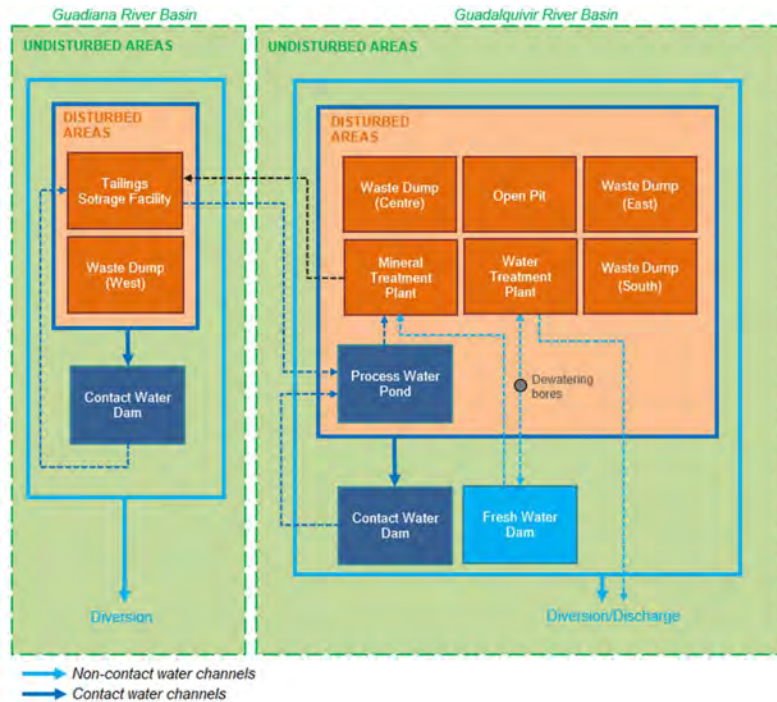 Guadiana River Basin
Guadalquivir River Basin
UNDISTURBED AREAS
UNDISTURBED AREAS
DISTURBED
AREAS
DISTURBED
AREAS
Tailings
Sotrage Facility
Waste Dump
(Centre)
Open Pit
Waste Dump
(East)
Waste Dump
(West)
Mineral
Treatment
Plant
Water
Treatment
Plant
Waste Dump
(South)
Contact Water
Dam
Process Water
Pond
Dewatering
bores
Contact Water
Dam
Fresh Water
Dam
Diversion
Diversion/Discharge
Non-contact water channels
Contact water channels